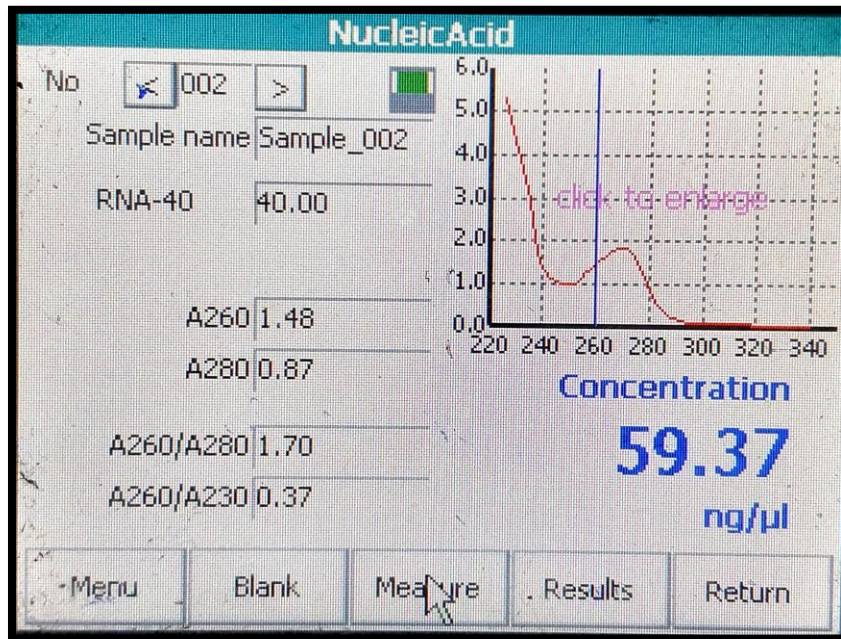 NucleicAcid
No < 002 >
Sample name Sample_002
RNA-40 40.00
A260 1.48
A280 0.87
A260/A280 1.70
A260/A230 0.37
6.0
5.0
4.0
3.0
2.0
1.0
0.0
click to enlarge
220 240 260 280 300 320 340
Concentration
59.37
ng/µl
Menu Blank Measure Results Return